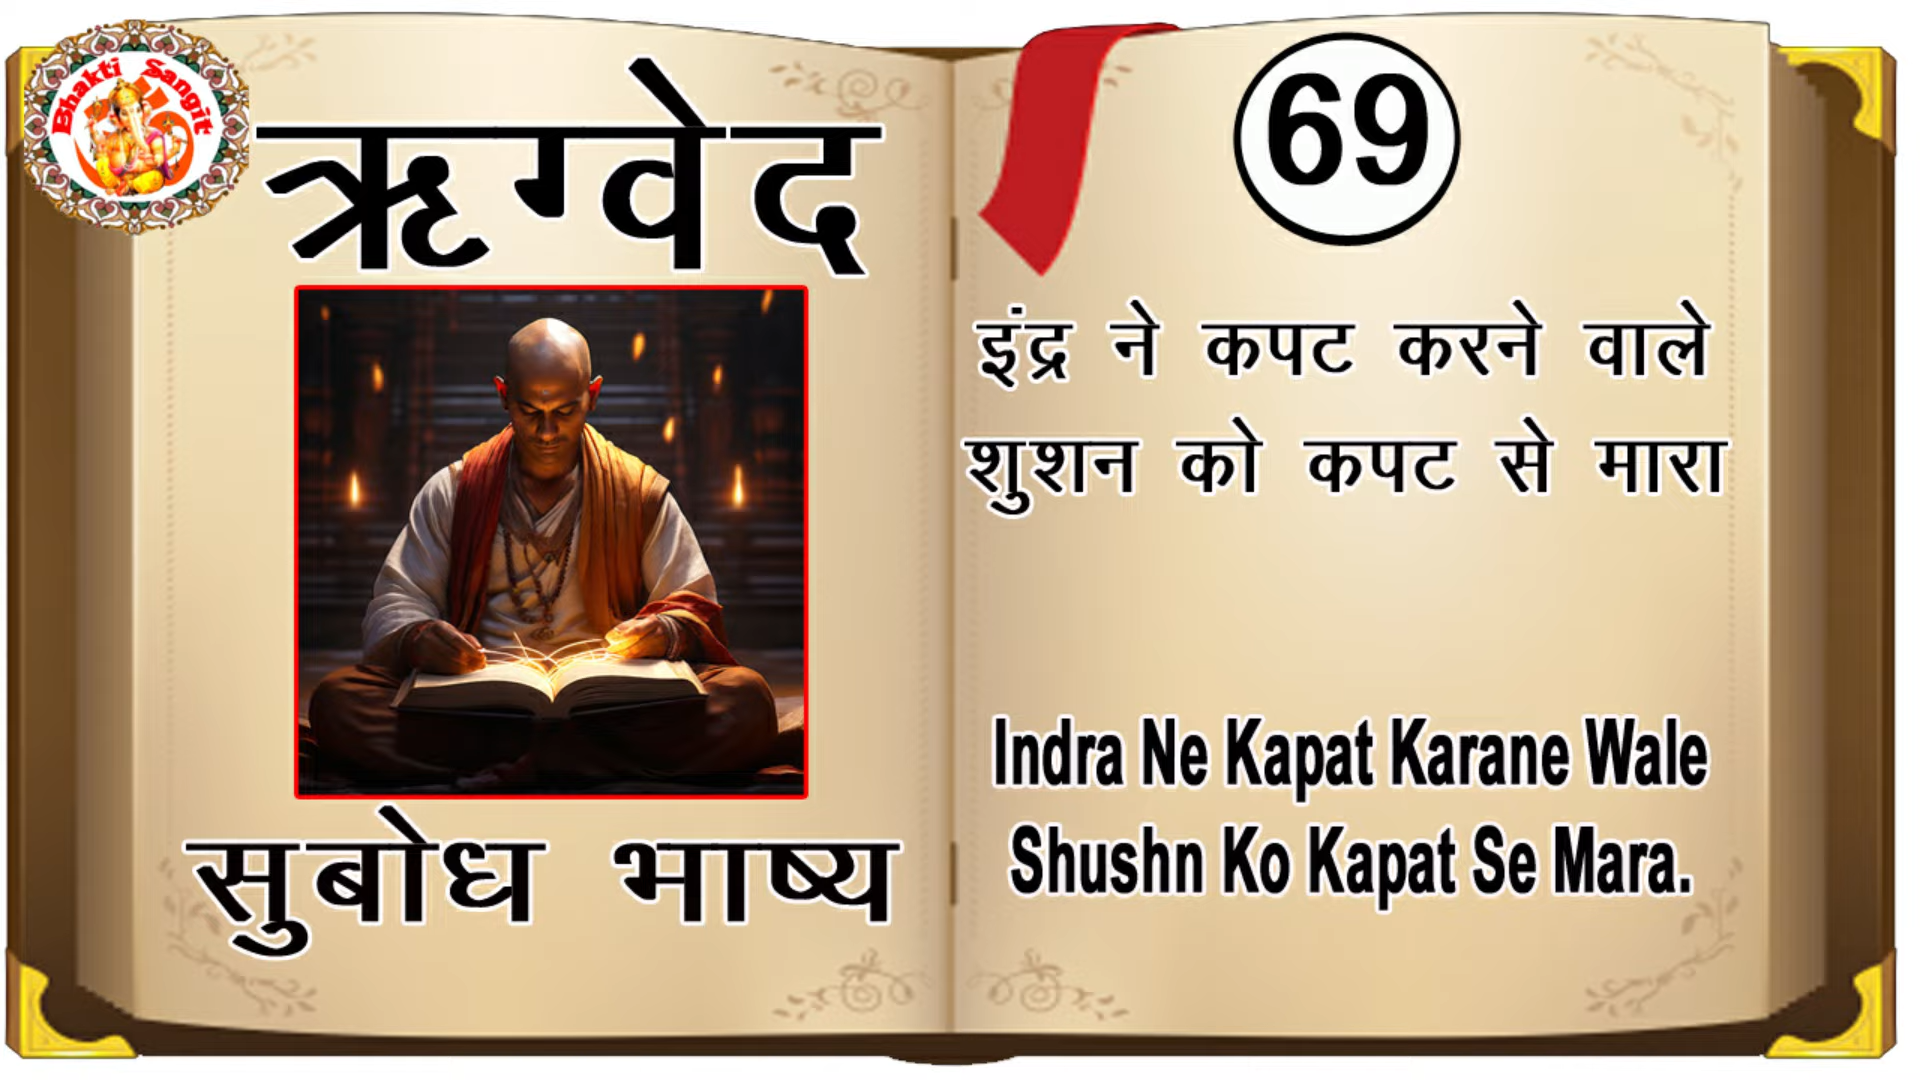 Bhakti Sangit
ऋग्वेद
सुबोध भाष्य
69
इंद्र ने कपट करने वाले
शुशन को कपट से मारा
Indra Ne Kapat Karane Wale
Shushn Ko Kapat Se Mara.